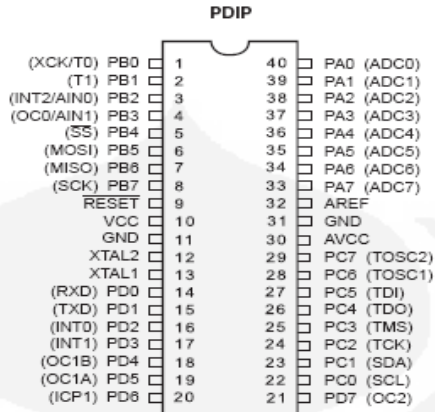 PDIP
(XCK/T0) PB0 1 40 PA0 (ADC0)
(T1) PB1 2 39 PA1 (ADC1)
(INT2/AIN0) PB2 3 38 PA2 (ADC2)
(OC0/AIN1) PB3 4 37 PA3 (ADC3)
(SS) PB4 5 36 PA4 (ADC4)
(MOSI) PB5 6 35 PA5 (ADC5)
(MISO) PB6 7 34 PA6 (ADC6)
(SCK) PB7 8 33 PA7 (ADC7)
RESET 9 32 AREF
VCC 10 31 GND
GND 11 30 AVCC
XTAL2 12 29 PC7 (TOSC2)
XTAL1 13 28 PC6 (TOSC1)
(RXD) PD0 14 27 PC5 (TDI)
(TXD) PD1 15 26 PC4 (TDO)
(INT0) PD2 16 25 PC3 (TMS)
(INT1) PD3 17 24 PC2 (TCK)
(OC1B) PD4 18 23 PC1 (SDA)
(OC1A) PD5 19 22 PC0 (SCL)
(ICP1) PD6 20 21 PD7 (OC2)